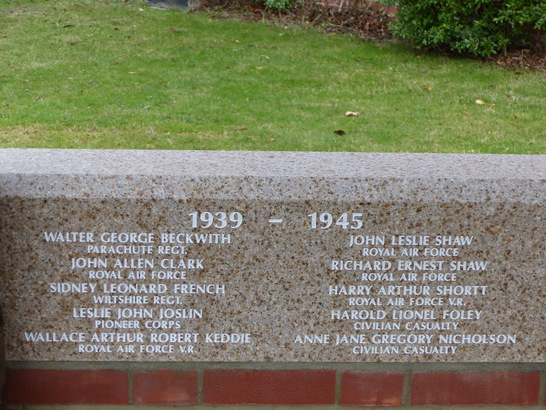 1939 – 1945
WALTER GEORGE BECKWITH
PARACHUTE REGT.
JOHN ALLEN CLARK
ROYAL AIR FORCE
SIDNEY LEONARD FRENCH
WILTSHIRE REGT.
LESLIE JOHN JOSLIN
PIONEER CORPS
WALLACE ARTHUR ROBERT KEDDIE
ROYAL AIR FORCE V.R.
JOHN LESLIE SHAW
ROYAL AIR FORCE
RICHARD ERNEST SHAW
ROYAL AIR FORCE
HARRY ARTHUR SHORTT
ROYAL AIR FORCE V.R.
HAROLD LIONEL FOLEY
CIVILIAN CASUALTY
ANNE JANE GREGORY NICHOLSON
CIVILIAN CASUALTY